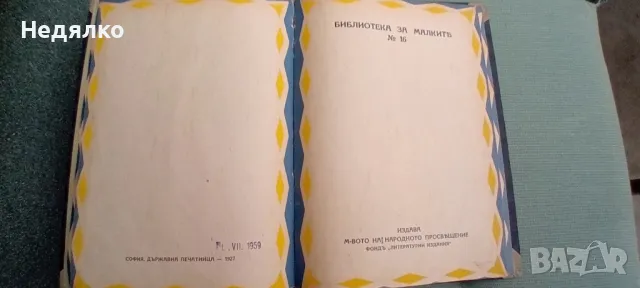 Недялко
VII. 1959
СОФИЯ, ДЪРЖАВНА ПЕЧАТНИЦА —
БИБЛИОТЕКА ЗА МАЛКИТѢ
№ 16
ИЗДАВА
М-ВОТО НА НАРОДНОТО ПРОСВѢЩЕНИЕ
ФОНДЪ „ЛИТЕРАТУРНИ ИЗДАНИЯ"
bazar